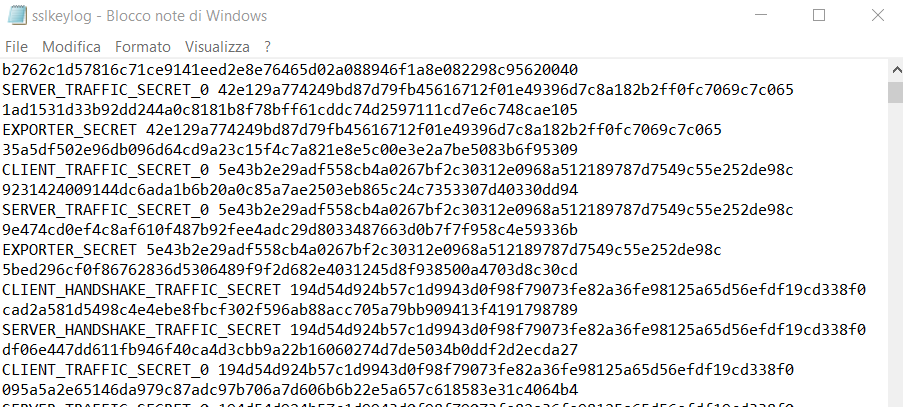 sslkeylog - Blocco note di Windows
File Modifica Formato Visualizza ?
b2762c1d57816c71ce9141eed2e8e76465d02a088946f1a8e082298c95620040
SERVER_TRAFFIC_SECRET_0 42e129a774249bd87d79fb45616712f01e49396d7c8a182b2ff0fc7069c7c065
1ad1531d33b92dd244a0c8181b8f78bff61cddc74d2597111cd7e6c748cae105
EXPORTER_SECRET 42e129a774249bd87d79fb45616712f01e49396d7c8a182b2ff0fc7069c7c065
35a5df502e96db096d64cd9a23c15f4c7a821e8e5c00e3e2a7be5083b6f95309
CLIENT_TRAFFIC_SECRET_0 5e43b2e29adf558cb4a0267bf2c30312e0968a512189787d7549c55e252de98c
9231424009144dc6ada1b6b20a0c85a7ae2503eb865c24c7353307d40330dd94
SERVER_TRAFFIC_SECRET_0 5e43b2e29adf558cb4a0267bf2c30312e0968a512189787d7549c55e252de98c
9e474cd0ef4c8af610f487b92fee4adc29d8033487663d0b7f7f958c4e59336b
EXPORTER_SECRET 5e43b2e29adf558cb4a0267bf2c30312e0968a512189787d7549c55e252de98c
5bed296cf0f86762836d5306489f9f2d682e4031245d8f938500a4703d8c30cd
CLIENT_HANDSHAKE_TRAFFIC_SECRET 194d54d924b57c1d9943d0f98f79073fe82a36fe98125a65d56efdf19cd338f0
cad2a581d5498c4e4ebe8fbcf302f596ab88acc705a79bb909413f4191798789
SERVER_HANDSHAKE_TRAFFIC_SECRET 194d54d924b57c1d9943d0f98f79073fe82a36fe98125a65d56efdf19cd338f0
df06e447dd611fb946f40ca4d3cbb9a22b16060274d7de5034b0ddf2d2ecda27
CLIENT_TRAFFIC_SECRET_0 194d54d924b57c1d9943d0f98f79073fe82a36fe98125a65d56efdf19cd338f0
095a5a2e65146da979c87adc97b706a7d606b6b22e5a657c618583e31c4064b4